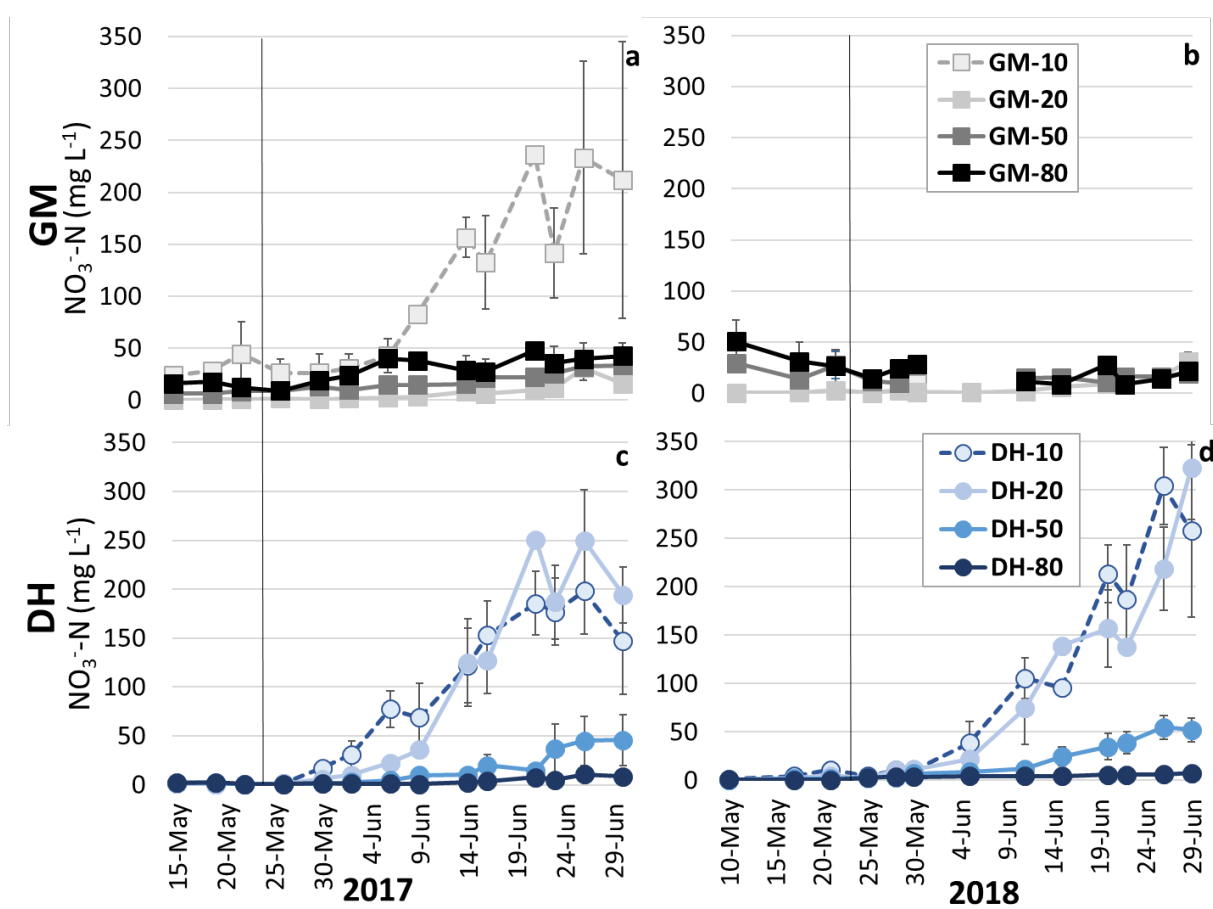 350
300
250
200
150
100
50
0
GM
NO₃⁻-N (mg L⁻¹)
a
350
300
250
200
150
100
50
0
b
GM-10
GM-20
GM-50
GM-80
350
300
250
200
150
100
50
0
DH
NO₃⁻-N (mg L⁻¹)
c
15-May
20-May
25-May
30-May
4-Jun
9-Jun
14-Jun
19-Jun
24-Jun
29-Jun
2017
350
300
250
200
150
100
50
0
d
DH-10
DH-20
DH-50
DH-80
10-May
15-May
20-May
25-May
30-May
4-Jun
9-Jun
14-Jun
19-Jun
24-Jun
29-Jun
2018